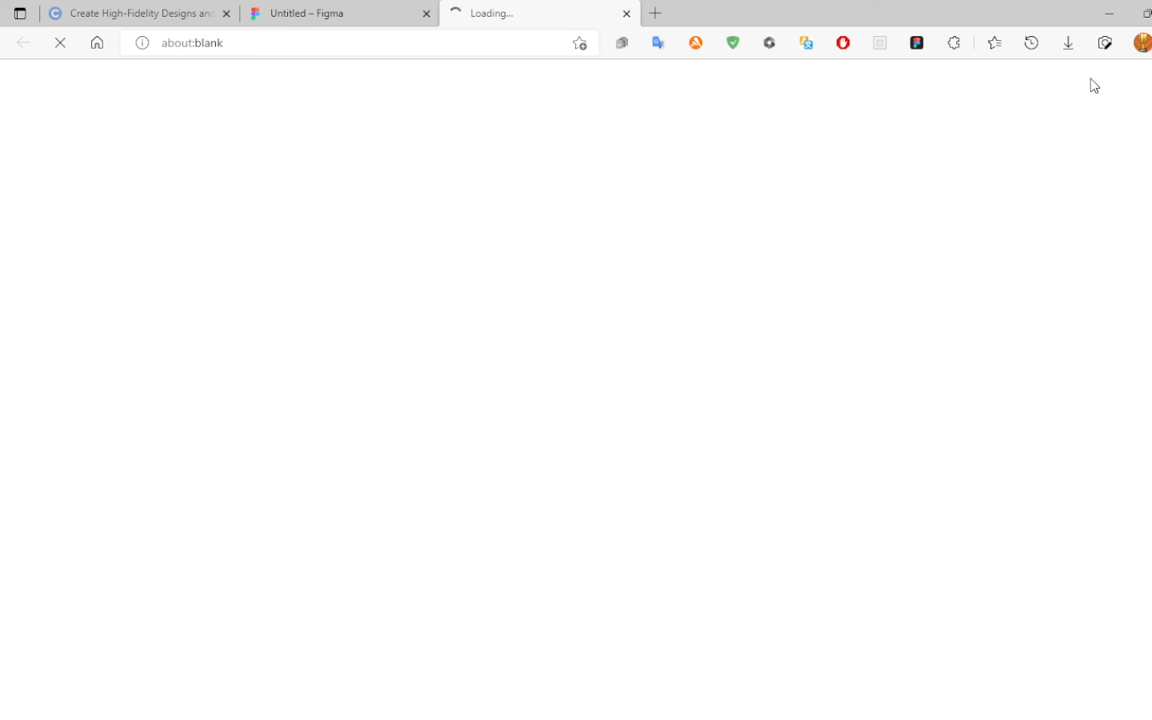 Create High-Fidelity Designs and
Untitled – Figma
Loading...
about:blank